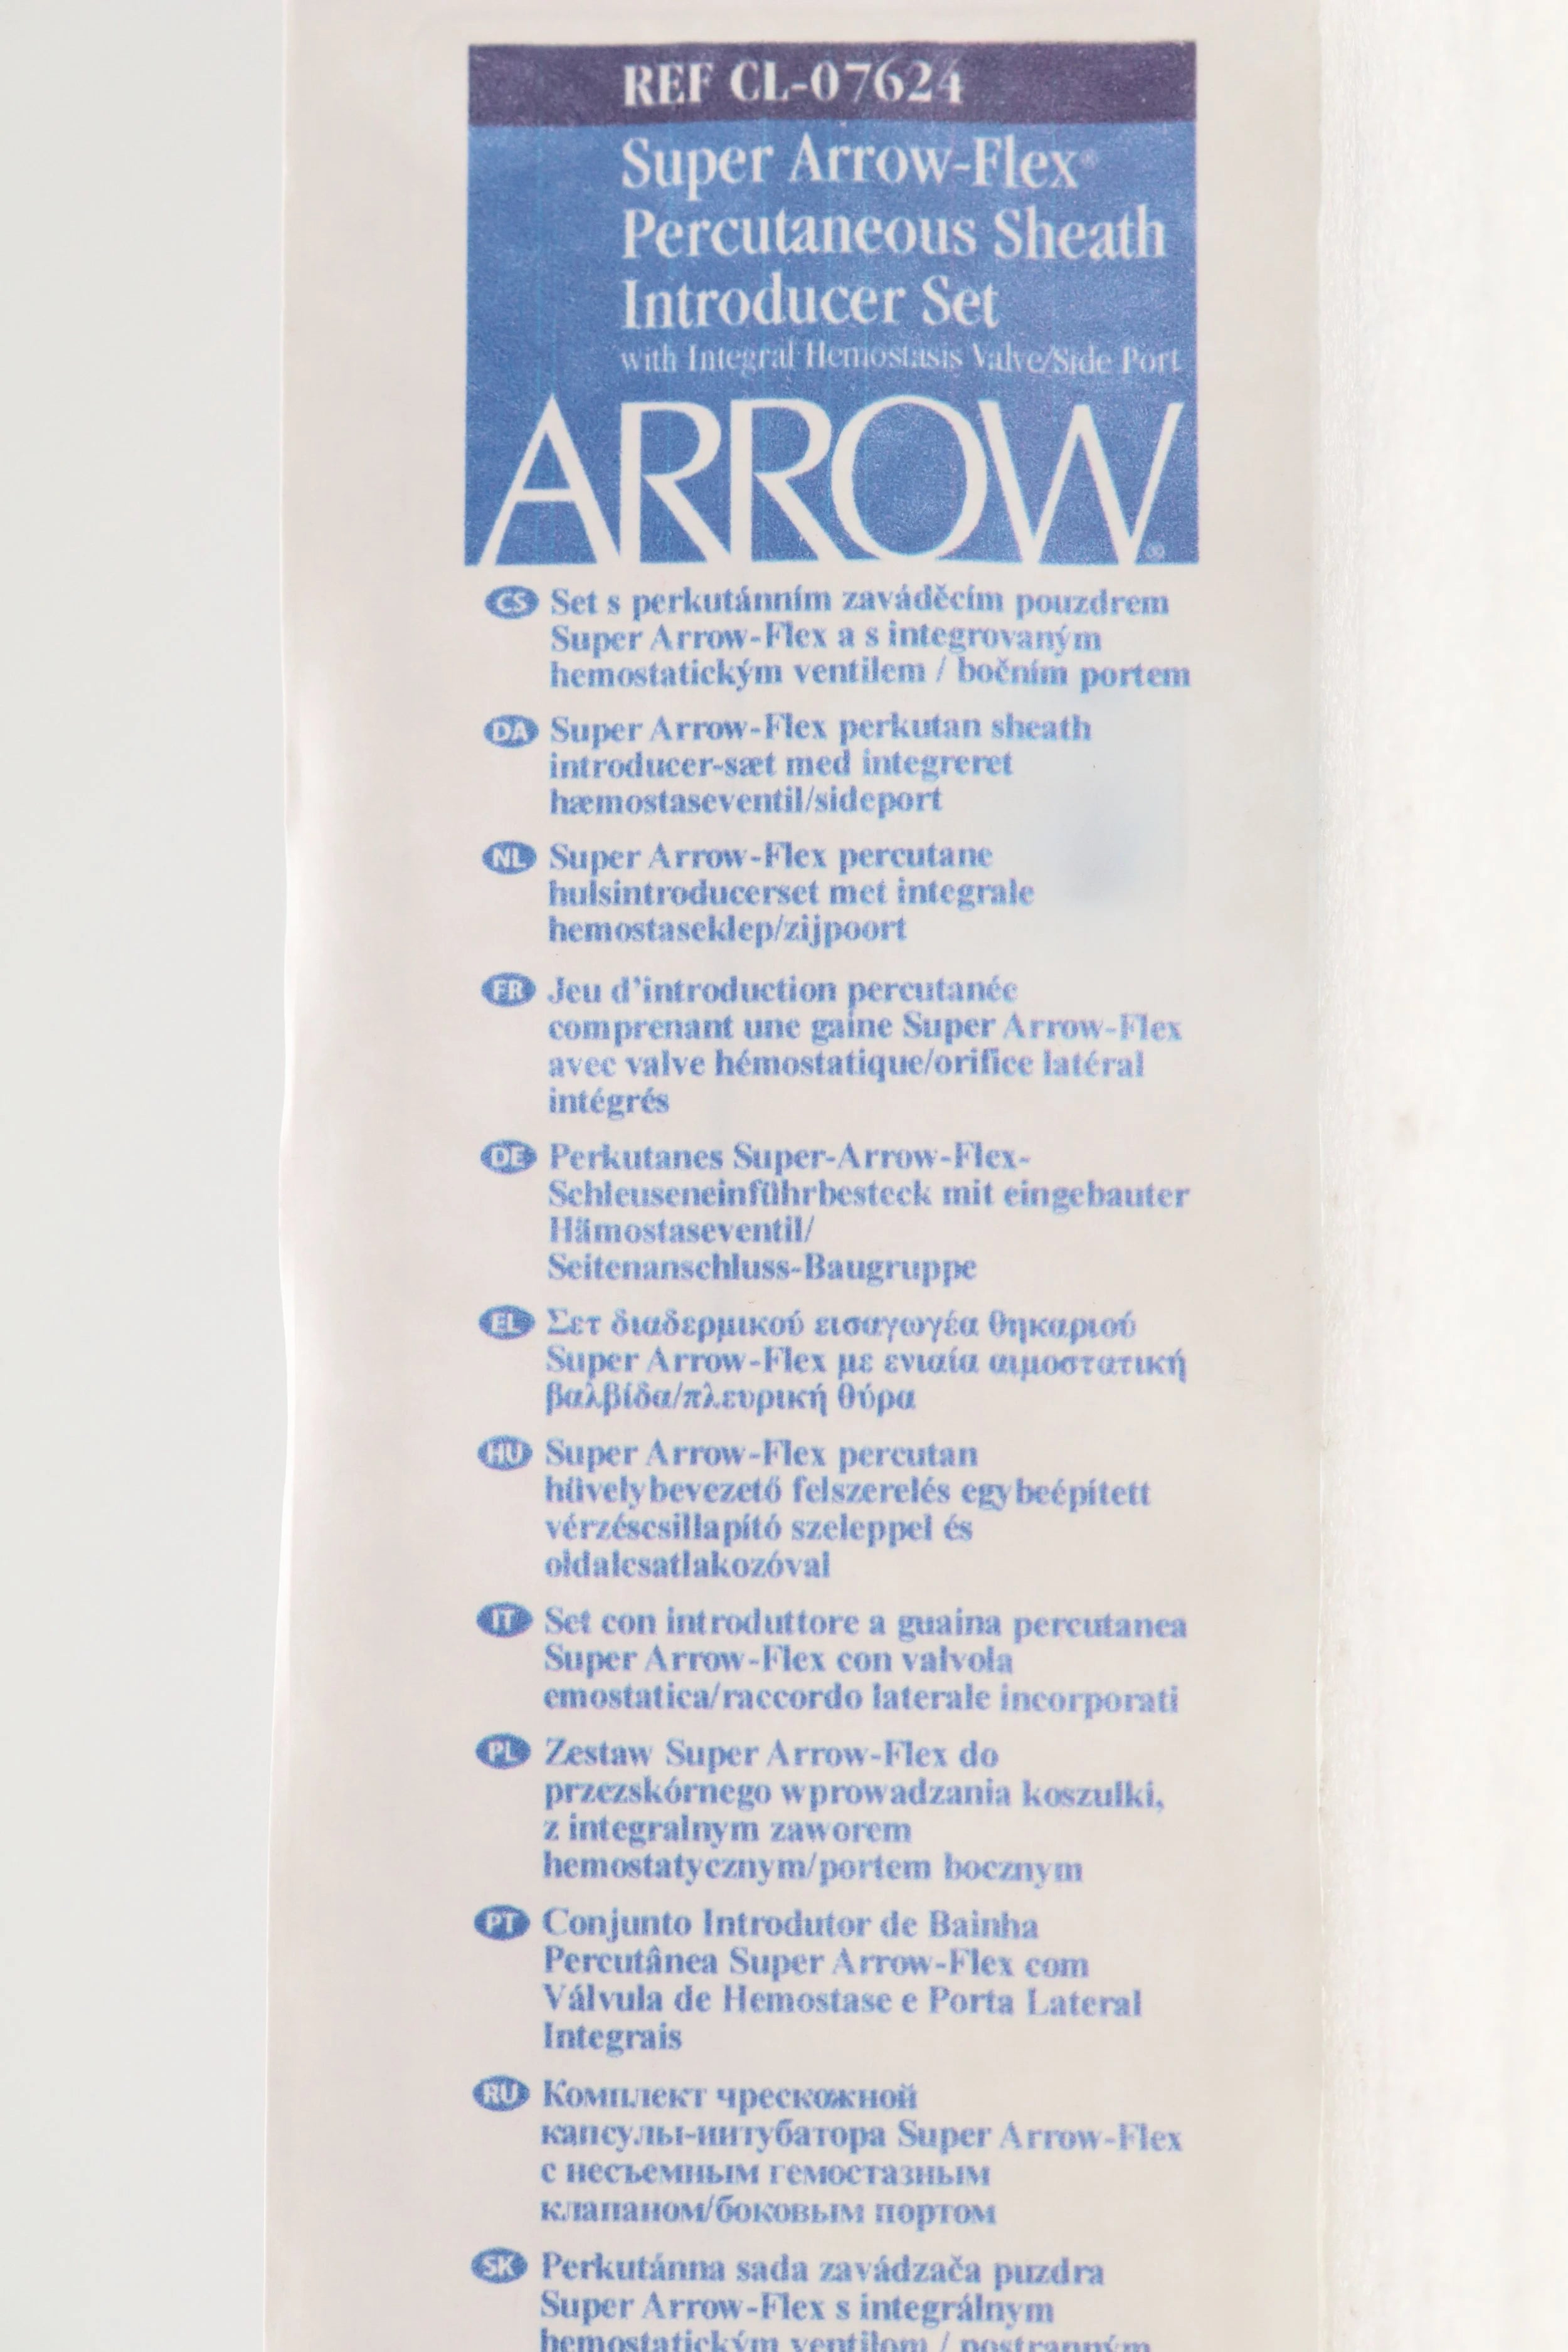 REF CL-07624
Super Arrow-Flex®
Percutaneous Sheath
Introducer Set
with Integral Hemostasis Valve/Side Port
ARROW®
CS Set s perkutánním zaváděcím pouzdrem
Super Arrow-Flex a s integrovaným
hemostatickým ventilem / bočním portem
DA Super Arrow-Flex perkutan sheath
introducer-sæt med integreret
hæmostaseventil/sideport
NL Super Arrow-Flex percutane
hulsintroducerset met integrale
hemostaseklep/zijpoort
FR Jeu d'introduction percutanée
comprenant une gaine Super Arrow-Flex
avec valve hémostatique/orifice latéral
intégrés
DE Perkutanes Super-Arrow-Flex-
Schleuseneinführbesteck mit eingebauter
Hämostaseventil/
Seitenanschluss-Baugruppe
EL Σετ διαδερμικού εισαγωγέα θηκαριού
Super Arrow-Flex με ενιαία αιμοστατική
βαλβίδα/πλευρική θύρα
HU Super Arrow-Flex percutan
hüvelybevezető felszerelés egybeépített
vérzéscsillapító szeleppel és
oldalcsatlakozóval
IT Set con introduttore a guaina percutanea
Super Arrow-Flex con valvola
emostatica/raccordo laterale incorporati
PL Zestaw Super Arrow-Flex do
przezskórnego wprowadzania koszulki,
z integralnym zaworem
hemostatycznym/portem bocznym
PT Conjunto Introdutor de Bainha
Percutânea Super Arrow-Flex com
Válvula de Hemostase e Porta Lateral
Integrais
RU Комплект чрескожной
капсулы-интубатора Super Arrow-Flex
с несъемным гемостазным
клапаном/боковым портом
SK Perkutánna sada zavádzača puzdra
Super Arrow-Flex s integrálnym
hemostatickým ventilom / postranným